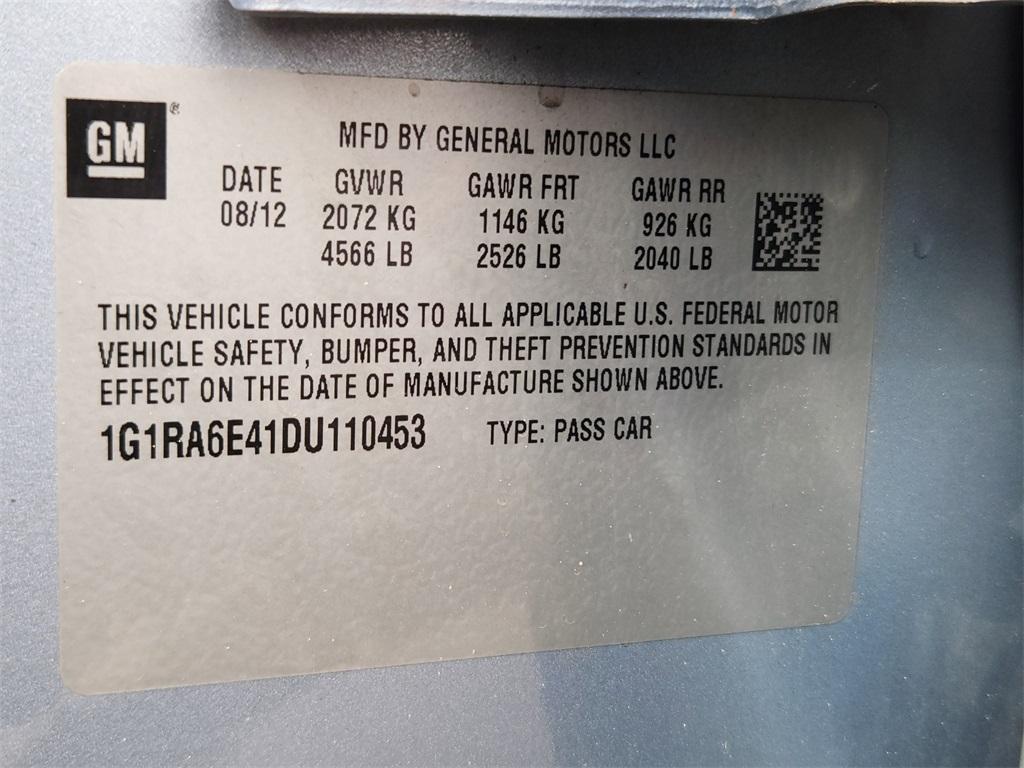 GM®
MFD BY GENERAL MOTORS LLC
DATE GVWR GAWR FRT GAWR RR
08/12 2072 KG 1146 KG 926 KG
4566 LB 2526 LB 2040 LB
THIS VEHICLE CONFORMS TO ALL APPLICABLE U.S. FEDERAL MOTOR
VEHICLE SAFETY, BUMPER, AND THEFT PREVENTION STANDARDS IN
EFFECT ON THE DATE OF MANUFACTURE SHOWN ABOVE.
1G1RA6E41DU110453 TYPE: PASS CAR